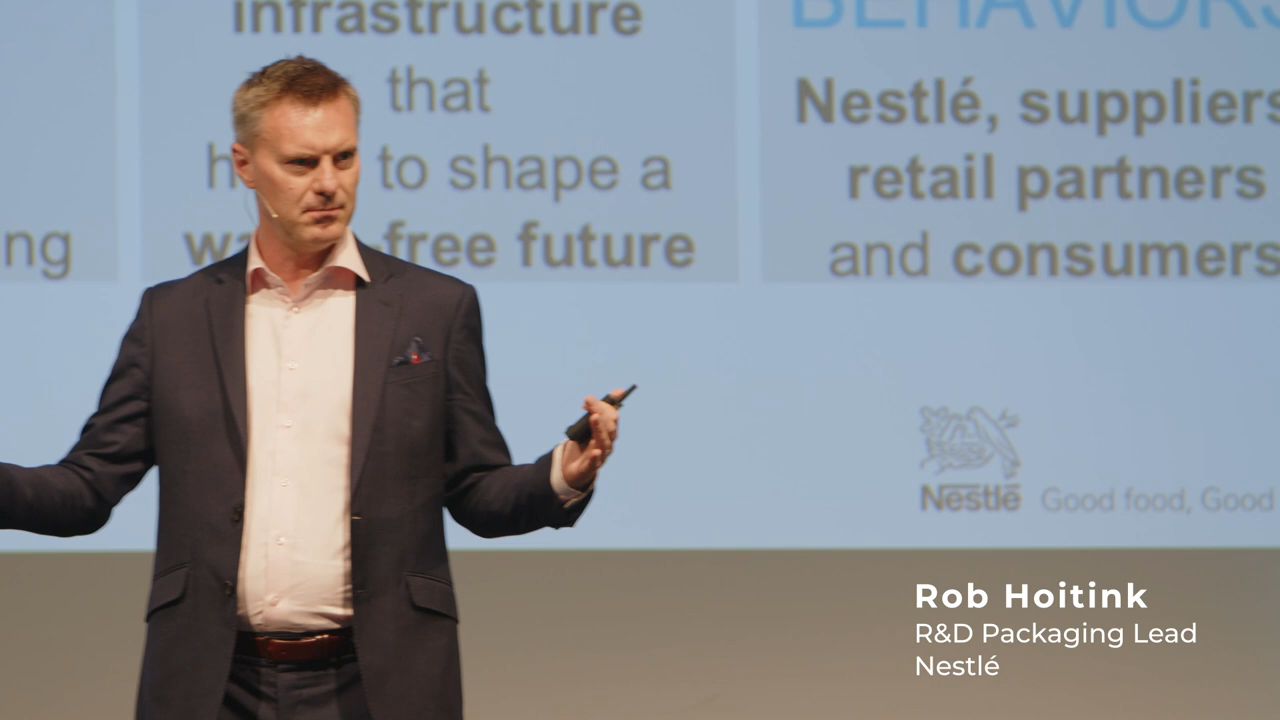 infrastructure
that
to shape a
free future
BEHAVIORS
Nestlé, suppliers
retail partners
and consumers
Nestlé Good food, Good
Rob Hoitink
R&D Packaging Lead
Nestlé